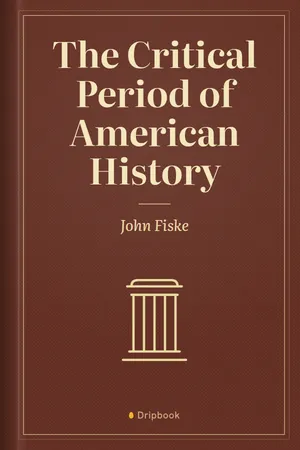 The Critical
Period of
American
History
John Fiske
Dripbook